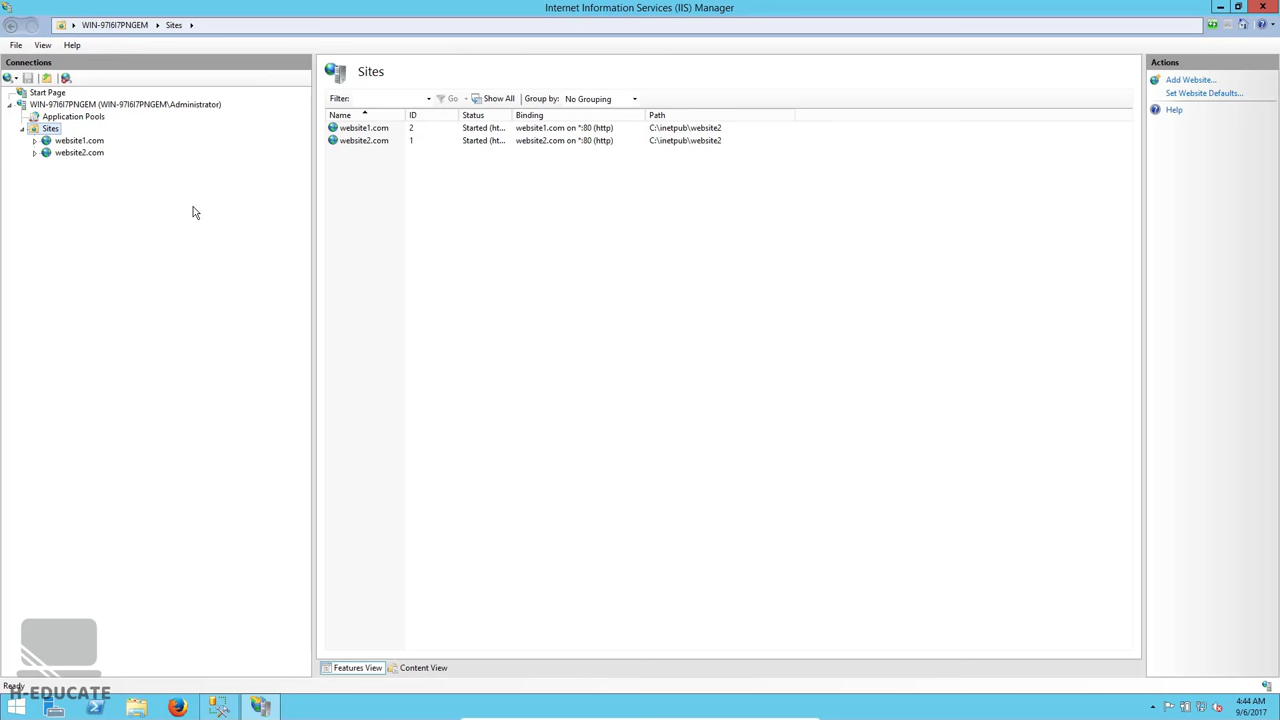 Internet Information Services (IIS) Manager
WIN-97I6I7PNGEM Sites
File View Help
Connections
Start Page
WIN-97I6I7PNGEM (WIN-97I6I7PNGEM\Administrator)
Application Pools
Sites
website1.com
website2.com
Sites
Filter: Go Show All Group by: No Grouping
Name ID Status Binding Path
website1.com 2 Started (ht... website1.com on *:80 (http) C:\inetpub\website2
website2.com 1 Started (ht... website2.com on *:80 (http) C:\inetpub\website2
Actions
Add Website...
Set Website Defaults...
Help
Features View Content View
Ready
H-EDUCATE
4:44 AM
9/6/2017